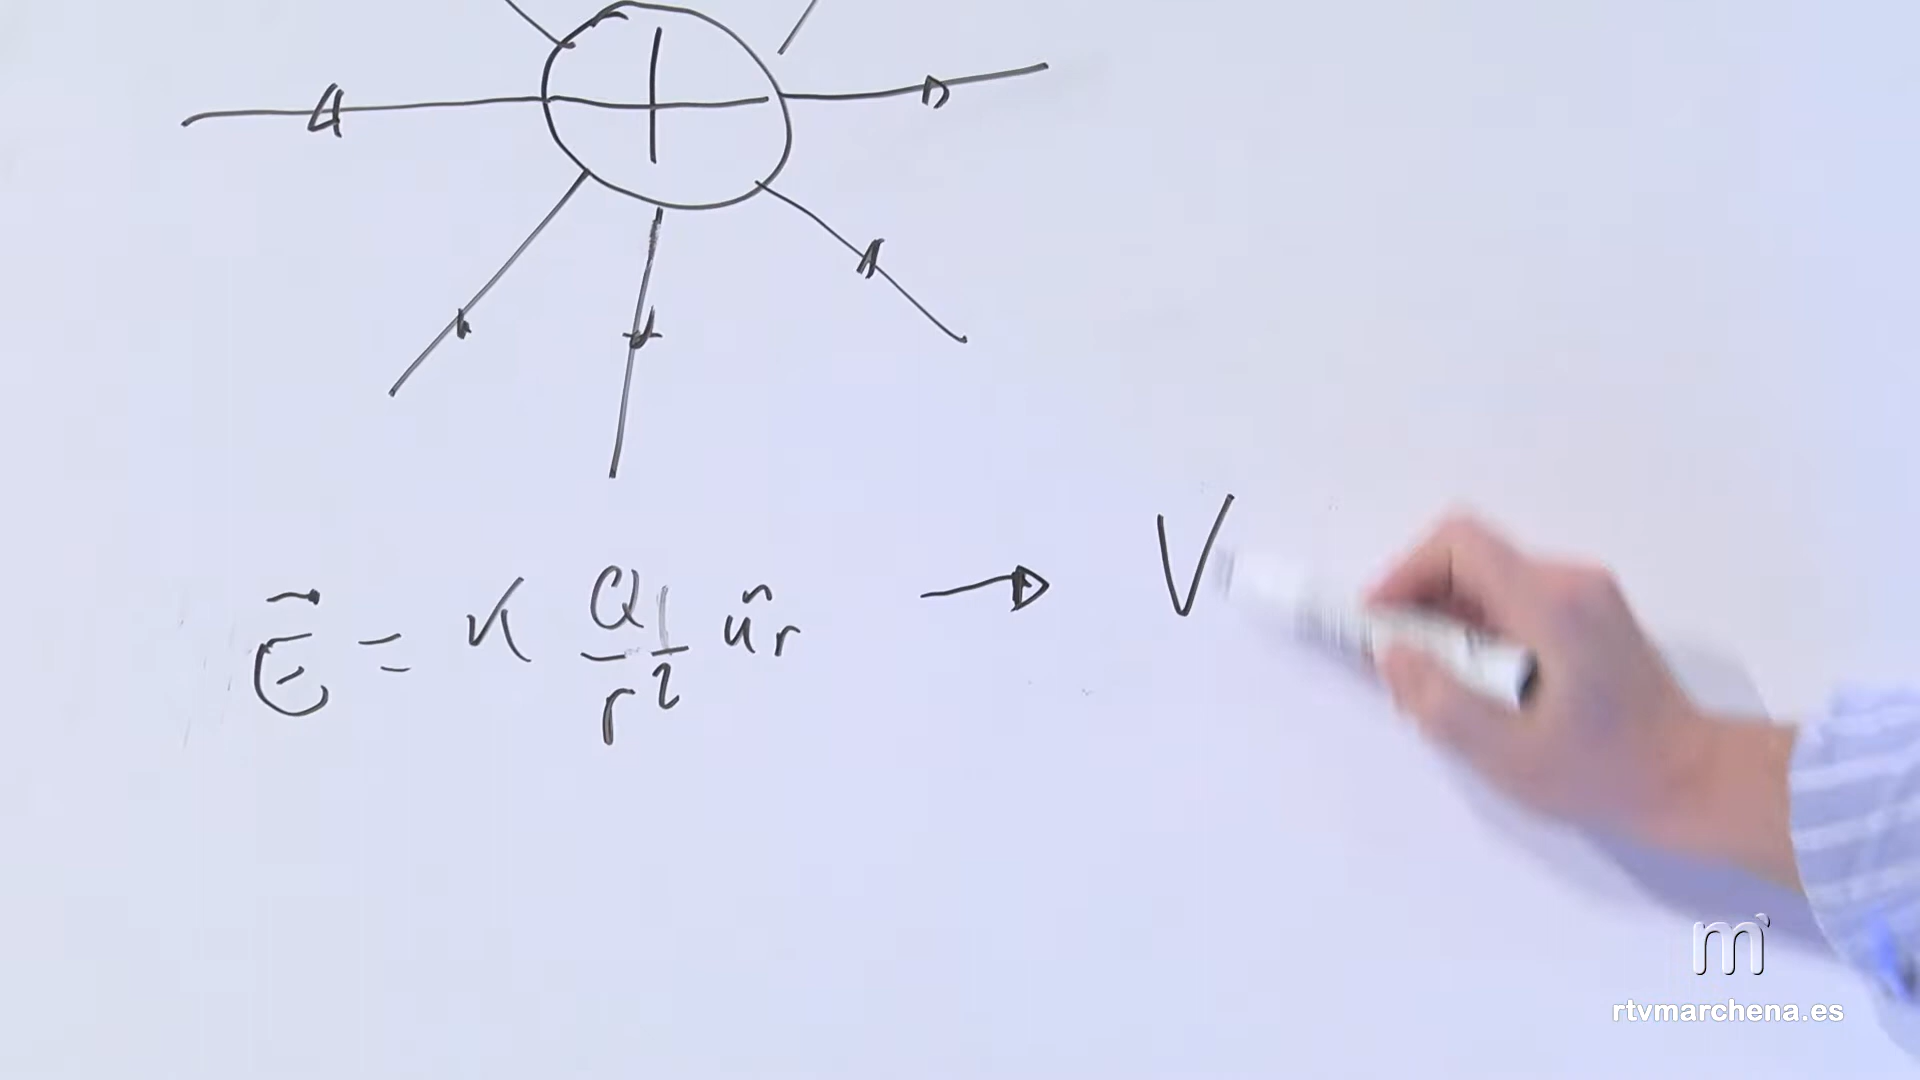 E⃗ = K Q/r² ûr → V
m
rtvmarchena.es